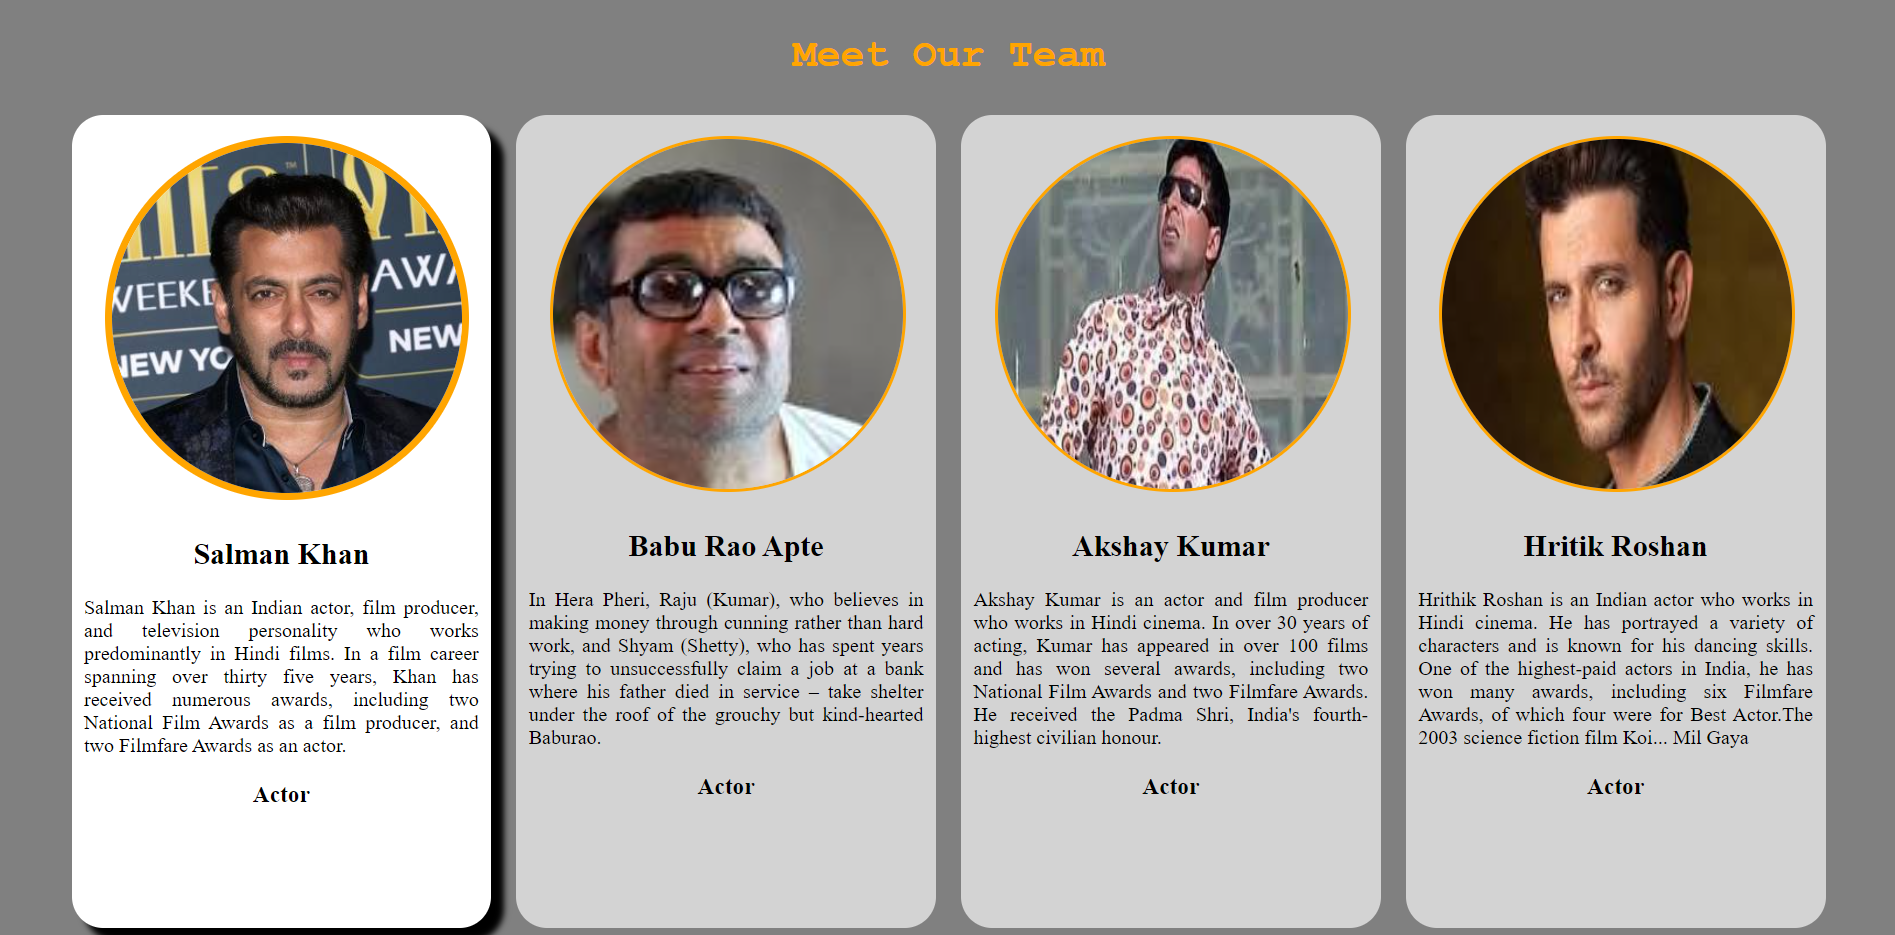 Meet Our Team
™
WEEKE
AWA
NEW YO
NEW
Salman Khan
Salman Khan is an Indian actor, film producer,
and television personality who works
predominantly in Hindi films. In a film career
spanning over thirty five years, Khan has
received numerous awards, including two
National Film Awards as a film producer, and
two Filmfare Awards as an actor.
Actor
Babu Rao Apte
In Hera Pheri, Raju (Kumar), who believes in
making money through cunning rather than hard
work, and Shyam (Shetty), who has spent years
trying to unsuccessfully claim a job at a bank
where his father died in service – take shelter
under the roof of the grouchy but kind-hearted
Baburao.
Actor
Akshay Kumar
Akshay Kumar is an actor and film producer
who works in Hindi cinema. In over 30 years of
acting, Kumar has appeared in over 100 films
and has won several awards, including two
National Film Awards and two Filmfare Awards.
He received the Padma Shri, India's fourth-
highest civilian honour.
Actor
Hritik Roshan
Hrithik Roshan is an Indian actor who works in
Hindi cinema. He has portrayed a variety of
characters and is known for his dancing skills.
One of the highest-paid actors in India, he has
won many awards, including six Filmfare
Awards, of which four were for Best Actor.The
2003 science fiction film Koi... Mil Gaya
Actor